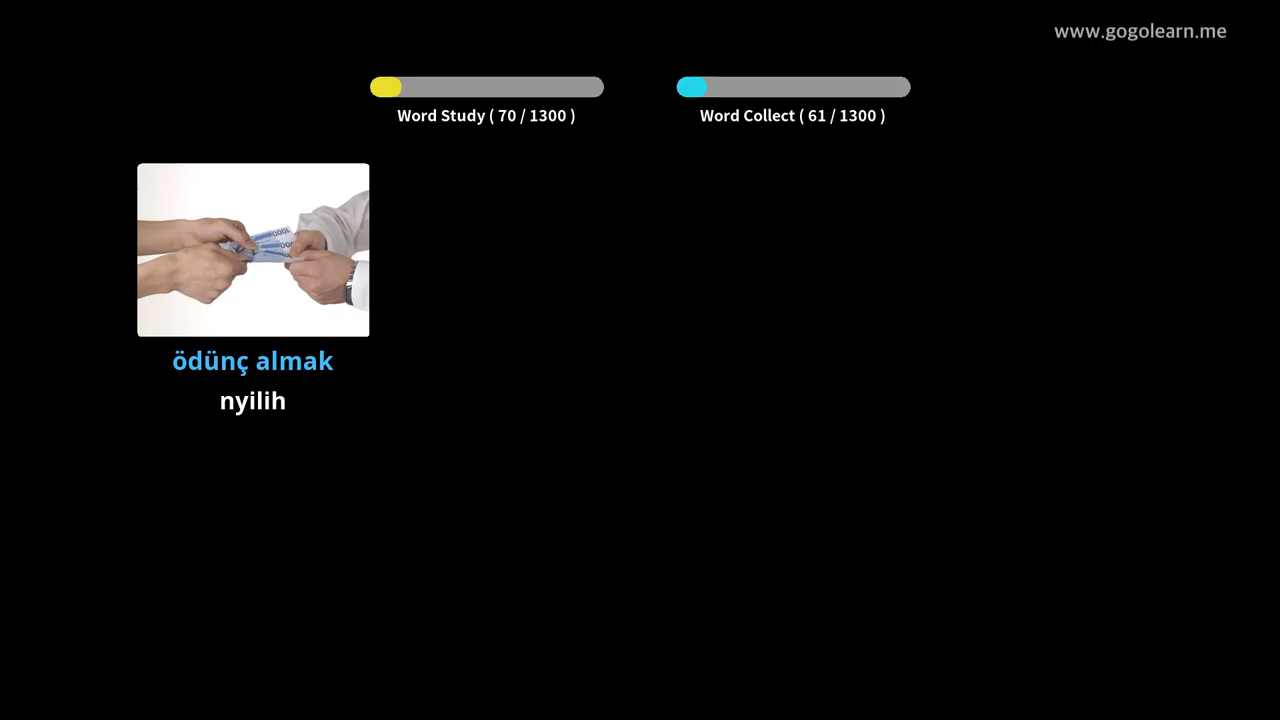 www.gogolearn.me
Word Study ( 70 / 1300 )
Word Collect ( 61 / 1300 )
ödünç almak
nyilih